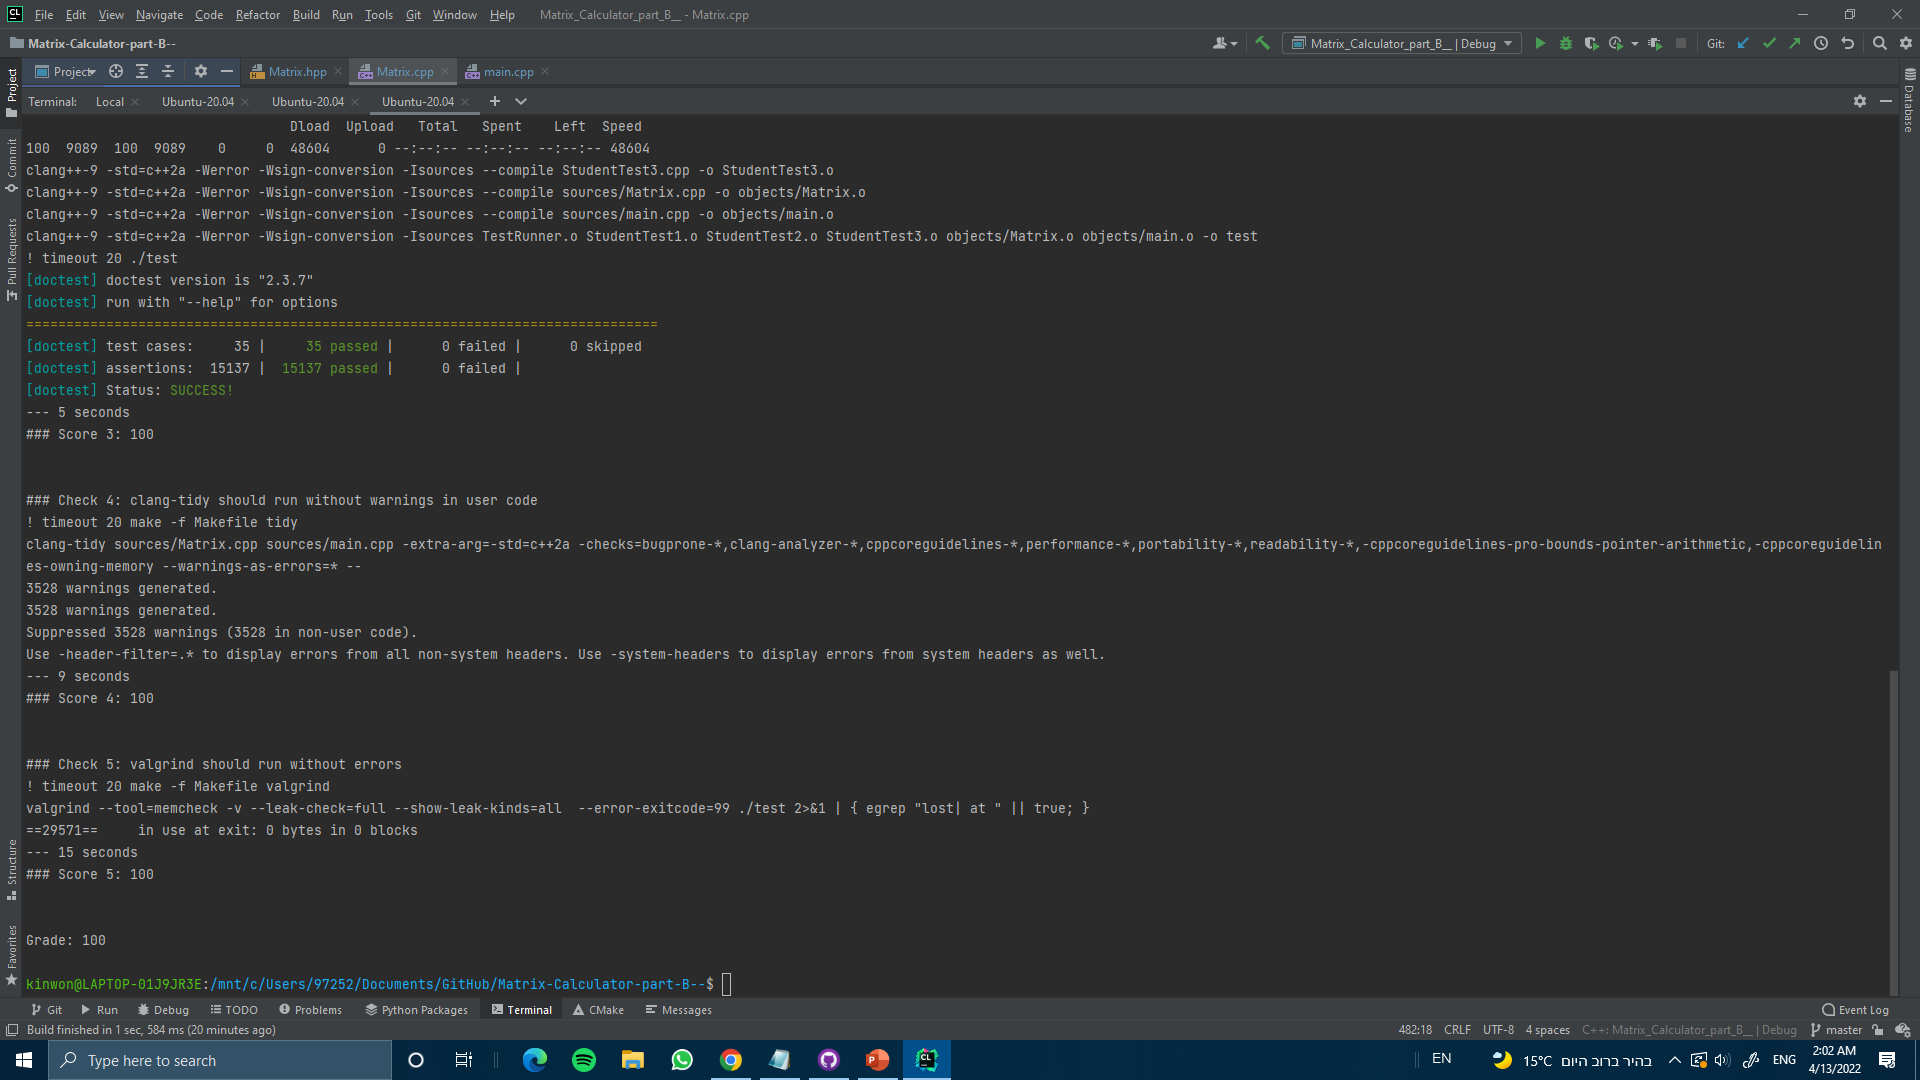 CL File Edit View Navigate Code Refactor Build Run Tools Git Window Help Matrix_Calculator_part_B__ - Matrix.cpp
Matrix-Calculator-part-B-- Matrix_Calculator_part_B__ | Debug Git:
Project Matrix.hpp Matrix.cpp main.cpp
Terminal: Local Ubuntu-20.04 Ubuntu-20.04 Ubuntu-20.04
Dload Upload Total Spent Left Speed
100 9089 100 9089 0 0 48604 0 --:--:-- --:--:-- --:--:-- 48604
clang++-9 -std=c++2a -Werror -Wsign-conversion -Isources --compile StudentTest3.cpp -o StudentTest3.o
clang++-9 -std=c++2a -Werror -Wsign-conversion -Isources --compile sources/Matrix.cpp -o objects/Matrix.o
clang++-9 -std=c++2a -Werror -Wsign-conversion -Isources --compile sources/main.cpp -o objects/main.o
clang++-9 -std=c++2a -Werror -Wsign-conversion -Isources TestRunner.o StudentTest1.o StudentTest2.o StudentTest3.o objects/Matrix.o objects/main.o -o test
! timeout 20 ./test
[doctest] doctest version is "2.3.7"
[doctest] run with "--help" for options
===============================================================================
[doctest] test cases: 35 | 35 passed | 0 failed | 0 skipped
[doctest] assertions: 15137 | 15137 passed | 0 failed |
[doctest] Status: SUCCESS!
--- 5 seconds
### Score 3: 100
### Check 4: clang-tidy should run without warnings in user code
! timeout 20 make -f Makefile tidy
clang-tidy sources/Matrix.cpp sources/main.cpp -extra-arg=-std=c++2a -checks=bugprone-*,clang-analyzer-*,cppcoreguidelines-*,performance-*,portability-*,readability-*,-cppcoreguidelines-pro-bounds-pointer-arithmetic,-cppcoreguidelin
es-owning-memory --warnings-as-errors=* --
3528 warnings generated.
3528 warnings generated.
Suppressed 3528 warnings (3528 in non-user code).
Use -header-filter=.* to display errors from all non-system headers. Use -system-headers to display errors from system headers as well.
--- 9 seconds
### Score 4: 100
### Check 5: valgrind should run without errors
! timeout 20 make -f Makefile valgrind
valgrind --tool=memcheck -v --leak-check=full --show-leak-kinds=all --error-exitcode=99 ./test 2>&1 | { egrep "lost| at " || true; }
==29571== in use at exit: 0 bytes in 0 blocks
--- 15 seconds
### Score 5: 100
Grade: 100
kinwon@LAPTOP-01J9JR3E:/mnt/c/Users/97252/Documents/GitHub/Matrix-Calculator-part-B--$
Project
Commit
Pull Requests
Structure
Favorites
Database
Git Run Debug TODO Problems Python Packages Terminal CMake Messages Event Log
Build finished in 1 sec, 584 ms (20 minutes ago) 482:18 CRLF UTF-8 4 spaces C++: Matrix_Calculator_part_B__ | Debug master
Type here to search EN 15°C בהיר ברוב היום ENG 2:02 AM
4/13/2022